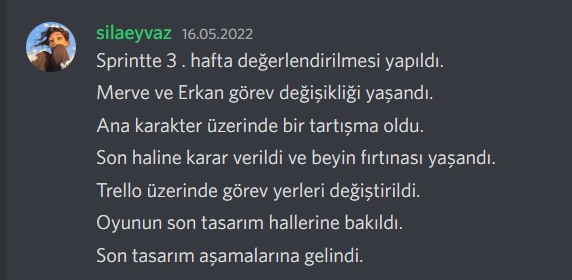 silaeyvaz 16.05.2022
Sprintte 3 . hafta değerlendirilmesi yapıldı.
Merve ve Erkan görev değişikliği yaşandı.
Ana karakter üzerinde bir tartışma oldu.
Son haline karar verildi ve beyin fırtınası yaşandı.
Trello üzerinde görev yerleri değiştirildi.
Oyunun son tasarım hallerine bakıldı.
Son tasarım aşamalarına gelindi.